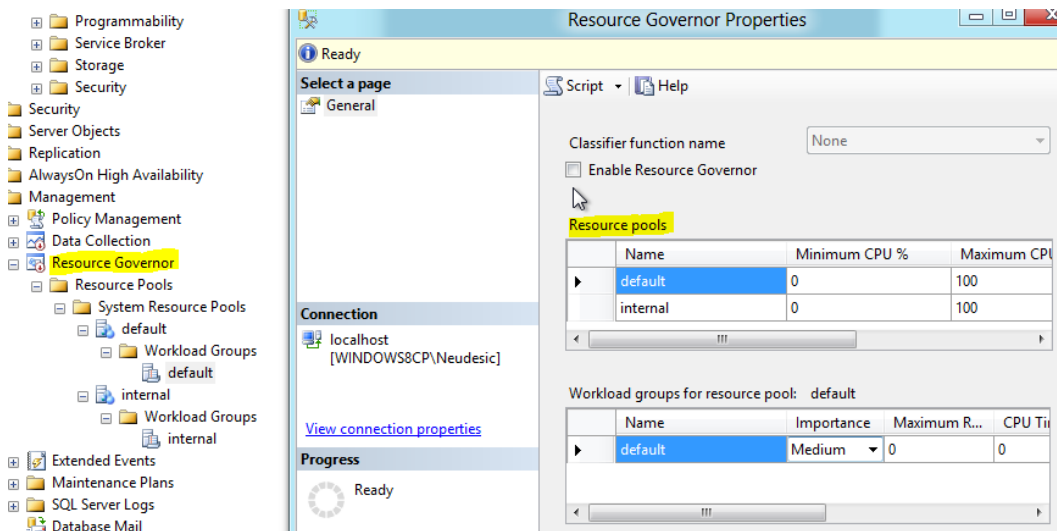 Programmability
Service Broker
Storage
Security
Security
Server Objects
Replication
AlwaysOn High Availability
Management
Policy Management
Data Collection
Resource Governor
Resource Pools
System Resource Pools
default
Workload Groups
default
internal
Workload Groups
internal
Extended Events
Maintenance Plans
SQL Server Logs
Database Mail
Resource Governor Properties
Ready
Select a page
General
Connection
localhost
[WINDOWS8CP\Neudesic]
View connection properties
Progress
Ready
Script Help
Classifier function name None
Enable Resource Governor
Resource pools
Name Minimum CPU % Maximum CPU
default 0 100
internal 0 100
Workload groups for resource pool: default
Name Importance Maximum R... CPU Ti
default Medium 0 0